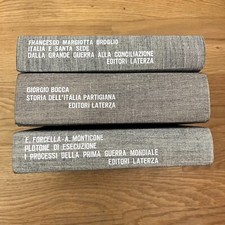 FRANCESCO MARGIOTTA BROGLIO
ITALIA E SANTA SEDE
DALLA GRANDE GUERRA ALLA CONCILIAZIONE
EDITORI LATERZA
GIORGIO BOCCA
STORIA DELL'ITALIA PARTIGIANA
EDITORI LATERZA
E. FORCELLA - A. MONTICONE
PLOTONE DI ESECUZIONE
I PROCESSI DELLA PRIMA GUERRA MONDIALE
EDITORI LATERZA